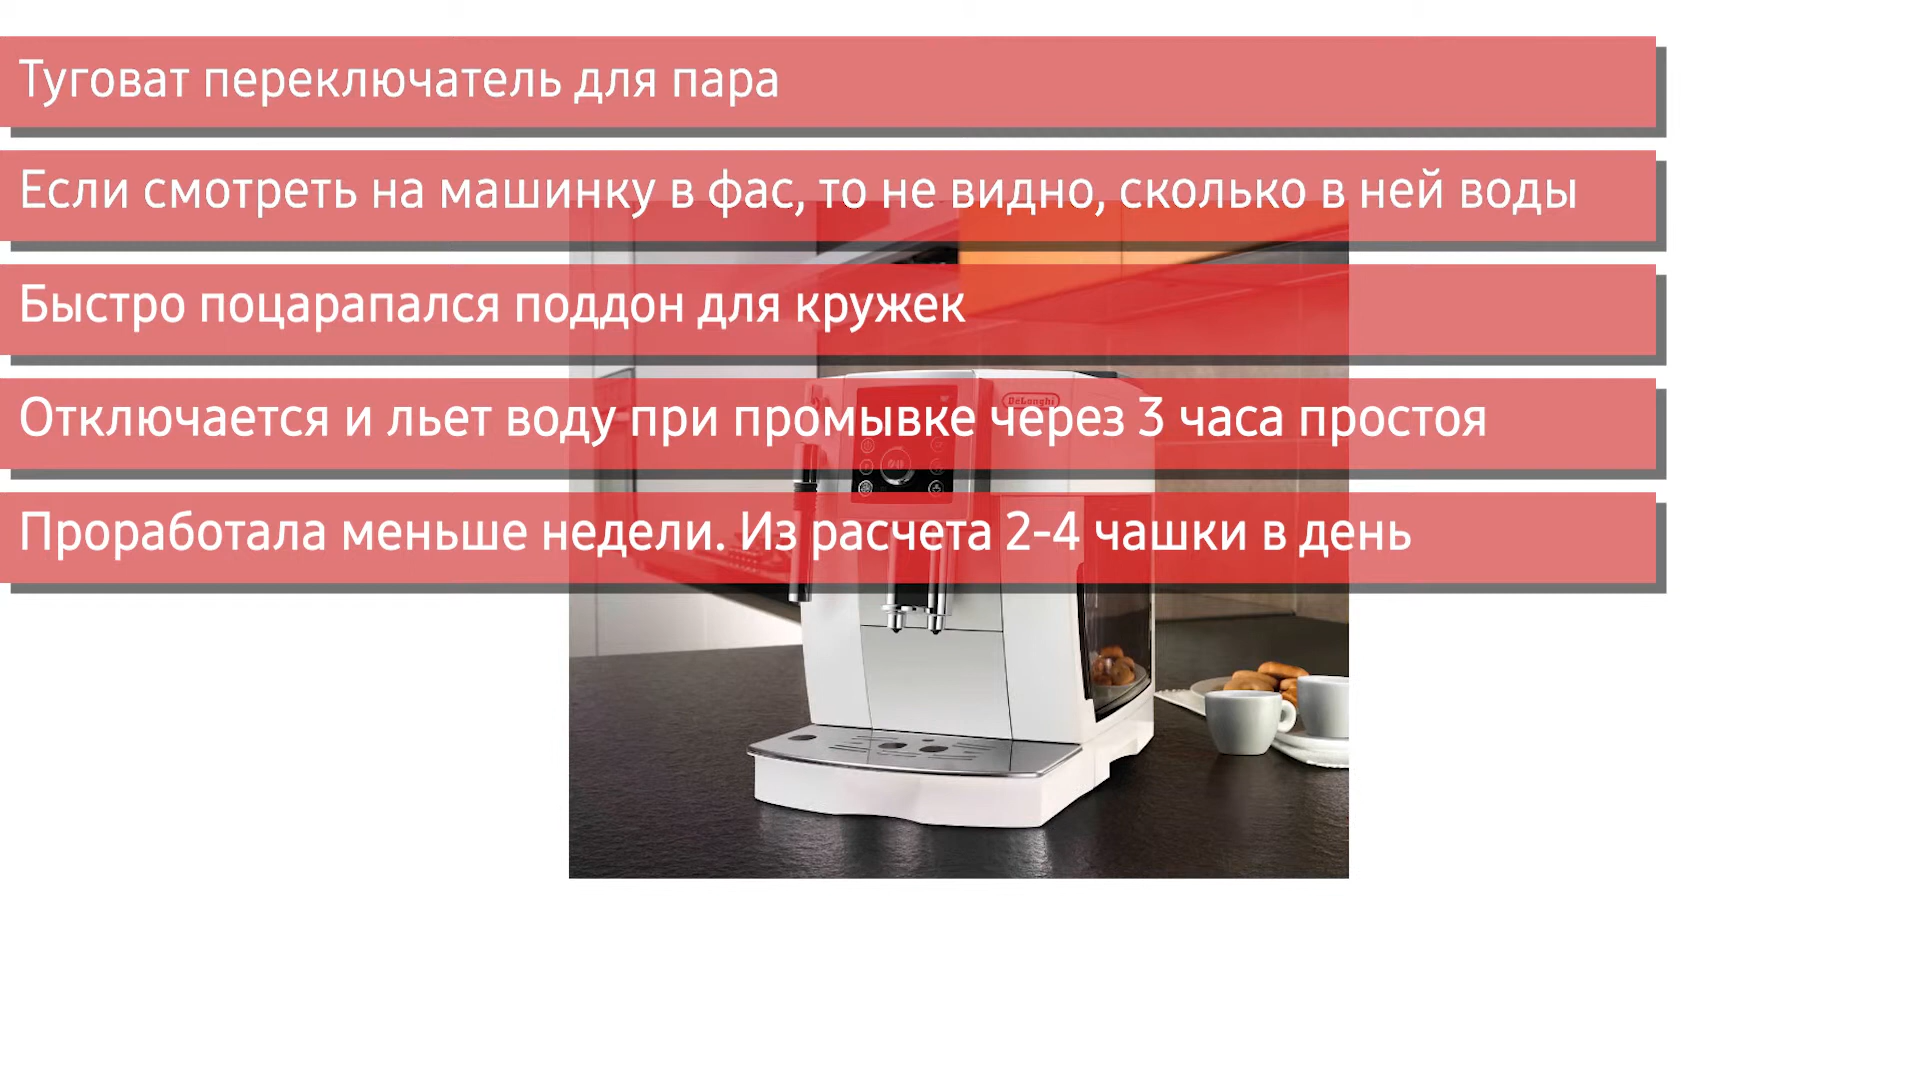 Туговат переключатель для пара
Если смотреть на машинку в фас, то не видно, сколько в ней воды
Быстро поцарапался поддон для кружек
Отключается и льет воду при промывке через 3 часа простоя
DeLonghi
Проработала меньше недели. Из расчета 2-4 чашки в день